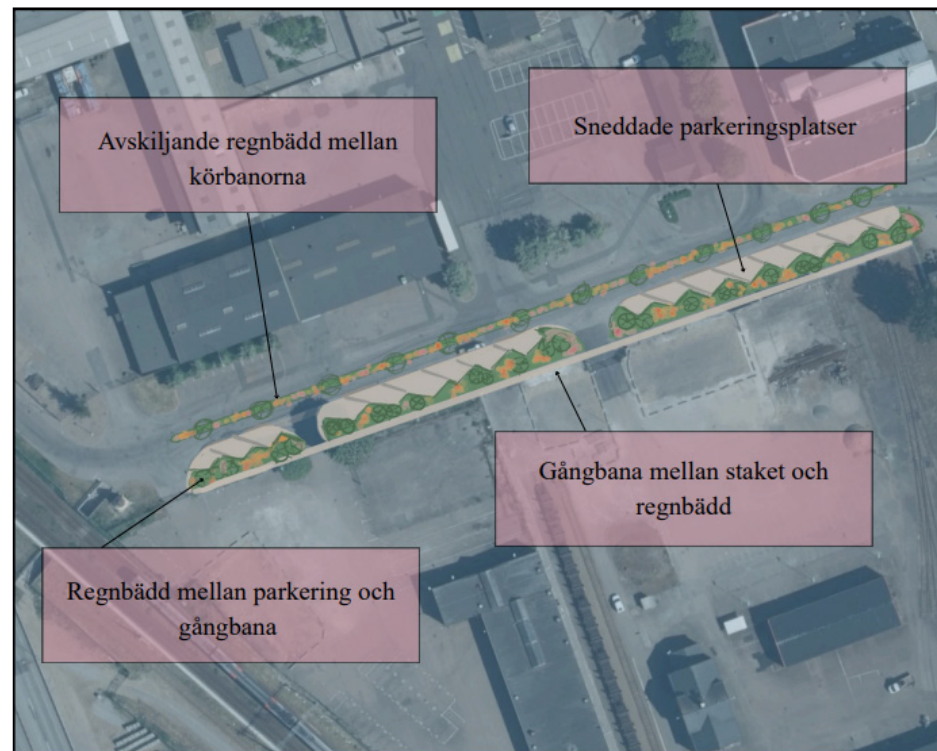 Avskiljande regnbädd mellan
körbanorna
Sneddade parkeringsplatser
Gångbana mellan staket och
regnbädd
Regnbädd mellan parkering och
gångbana